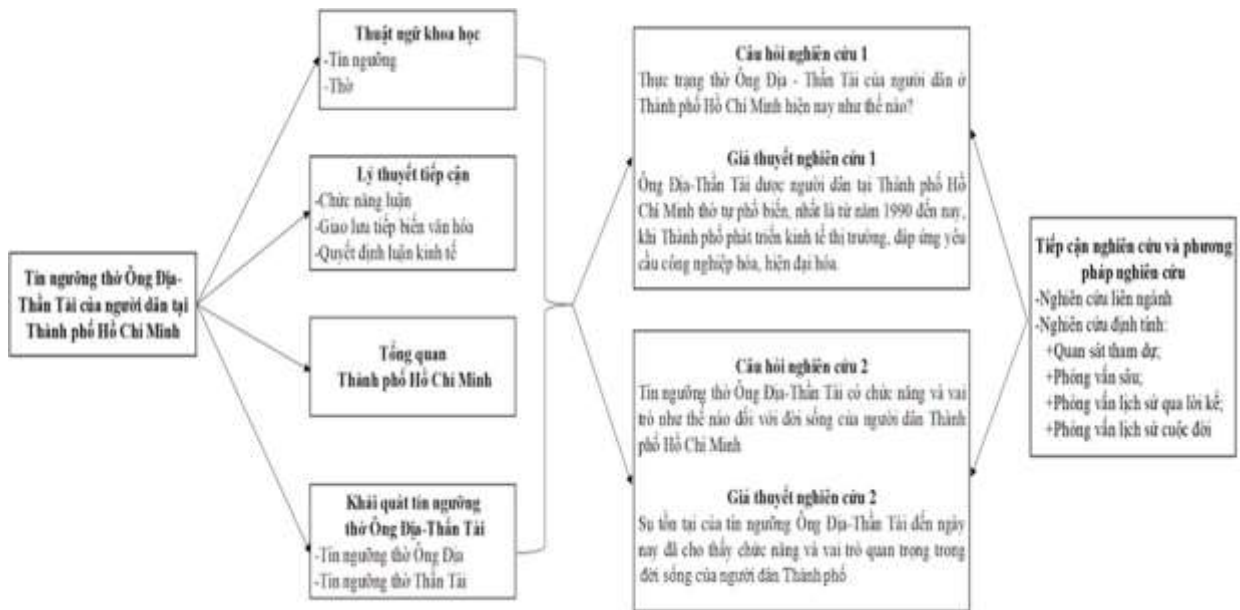 Tín ngưỡng thờ Ông Địa-
Thần Tài của người dân tại
Thành phố Hồ Chí Minh
Thuật ngữ khoa học
-Tín ngưỡng
-Thờ
Lý thuyết tiếp cận
-Chức năng luận
-Giao lưu tiếp biến văn hóa
-Quyết định luận kinh tế
Tổng quan
Thành phố Hồ Chí Minh
Khái quát tín ngưỡng
thờ Ông Địa-Thần Tài
-Tín ngưỡng thờ Ông Địa
-Tín ngưỡng thờ Thần Tài
Câu hỏi nghiên cứu 1
Thực trạng thờ Ông Địa - Thần Tài của người dân ở
Thành phố Hồ Chí Minh hiện nay như thế nào?
Giả thuyết nghiên cứu 1
Ông Địa-Thần Tài được người dân tại Thành phố Hồ
Chí Minh thờ tự phổ biến, nhất là từ năm 1990 đến nay,
khi Thành phố phát triển kinh tế thị trường, đáp ứng yêu
cầu công nghiệp hóa, hiện đại hóa.
Câu hỏi nghiên cứu 2
Tín ngưỡng thờ Ông Địa-Thần Tài có chức năng và vai
trò như thế nào đối với đời sống của người dân Thành
phố Hồ Chí Minh
Giả thuyết nghiên cứu 2
Sự tồn tại của tín ngưỡng Ông Địa-Thần Tài đến ngày
nay đã cho thấy chức năng và vai trò quan trọng trong
đời sống của người dân Thành phố
Tiếp cận nghiên cứu và phương
pháp nghiên cứu
-Nghiên cứu liên ngành
-Nghiên cứu định tính:
+Quan sát tham dự;
+Phỏng vấn sâu;
+Phỏng vấn lịch sử qua lời kể;
+Phỏng vấn lịch sử cuộc đời